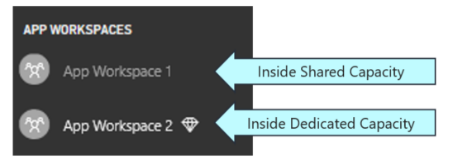 APP WORKSPACES
App Workspace 1
Inside Shared Capacity
App Workspace 2
Inside Dedicated Capacity